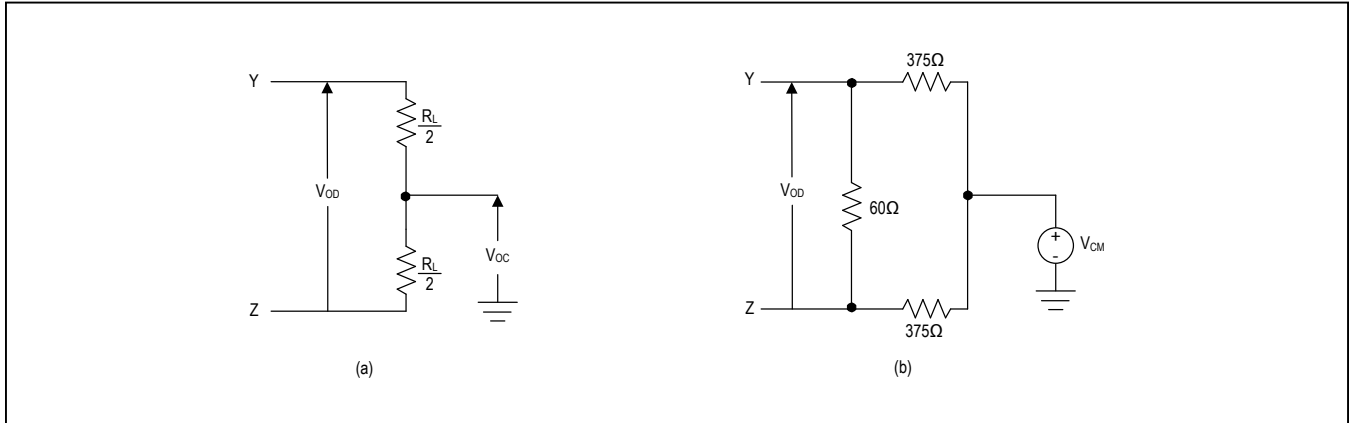 Y
R_L
2
V_OD
V_OC
R_L
2
Z
(a)
375Ω
Y
V_OD
60Ω
+
-
V_CM
Z
375Ω
(b)